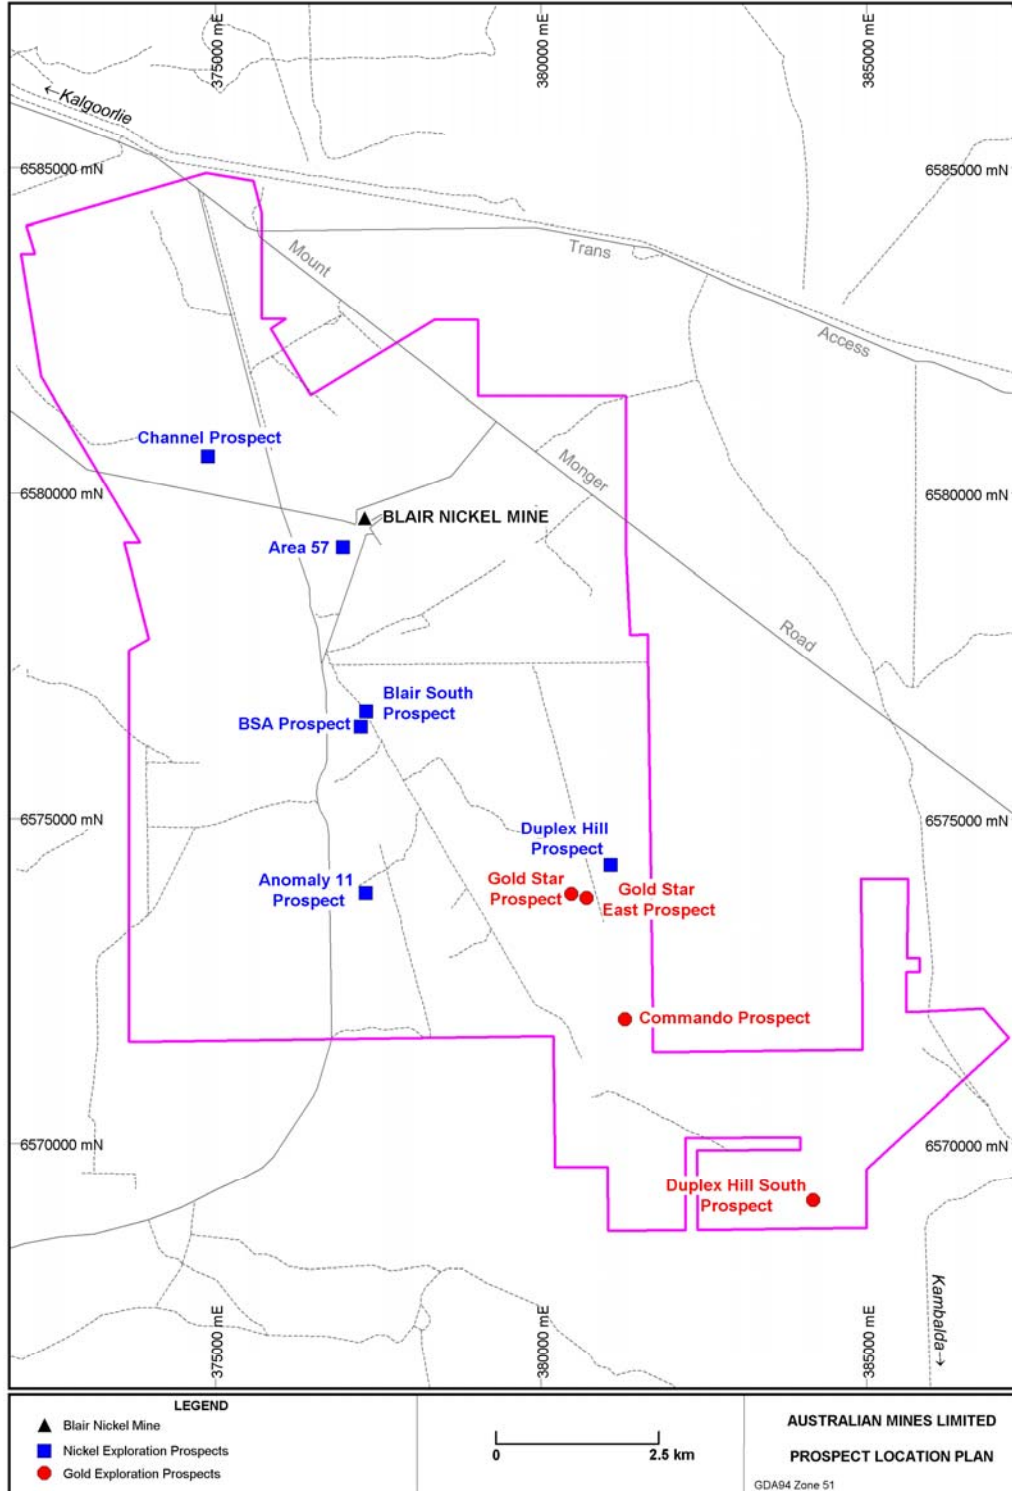 375000 mE
380000 mE
385000 mE
←Kalgoorlie
6585000 mN
6585000 mN
Mount
Trans
Access
Channel Prospect
Monger
6580000 mN
6580000 mN
BLAIR NICKEL MINE
Area 57
Road
Blair South
Prospect
BSA Prospect
6575000 mN
6575000 mN
Duplex Hill
Prospect
Anomaly 11
Prospect
Gold Star
Prospect
Gold Star
East Prospect
Commando Prospect
6570000 mN
6570000 mN
Duplex Hill South
Prospect
Kambalda→
375000 mE
380000 mE
385000 mE
LEGEND
Blair Nickel Mine
Nickel Exploration Prospects
Gold Exploration Prospects
0
2.5 km
AUSTRALIAN MINES LIMITED
PROSPECT LOCATION PLAN
GDA94 Zone 51